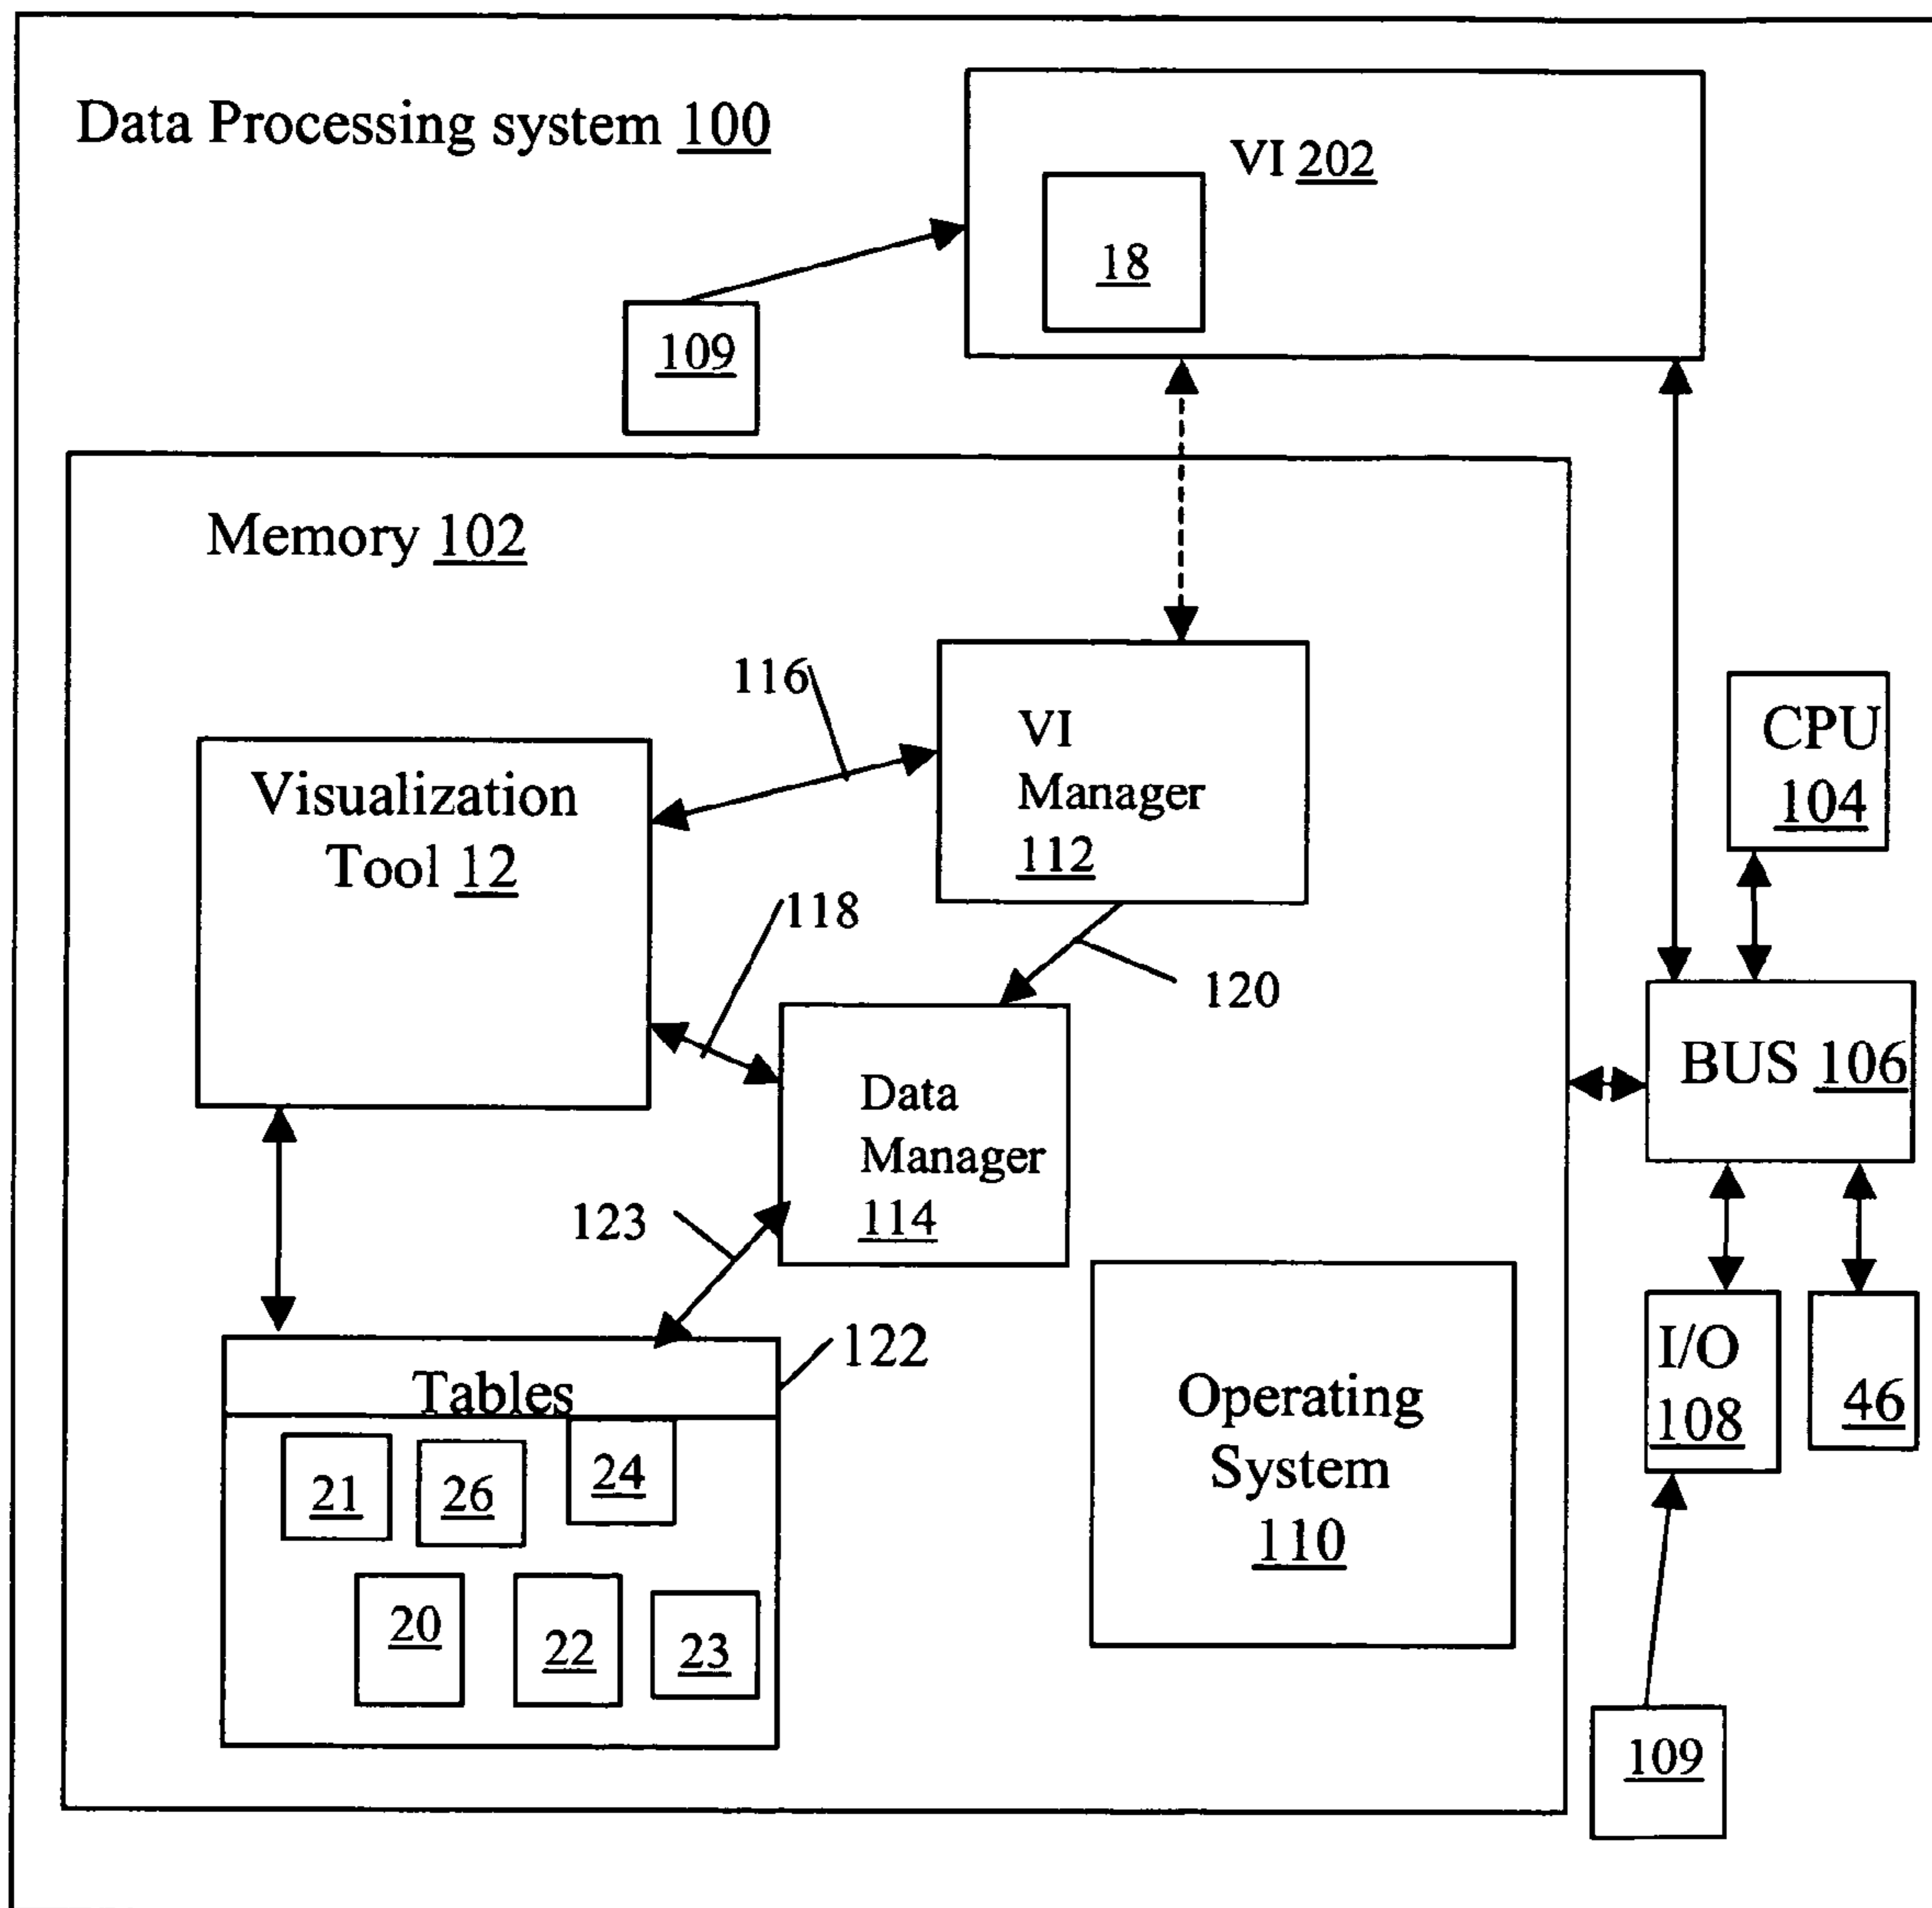 Data Processing system 100
VI 202
18
109
Memory 102
116
VI
Manager
112
Visualization
Tool 12
CPU
104
118
120
BUS 106
Data
Manager
114
123
122
Tables
I/O
108
46
Operating
System
110
21
26
24
20
22
23
109